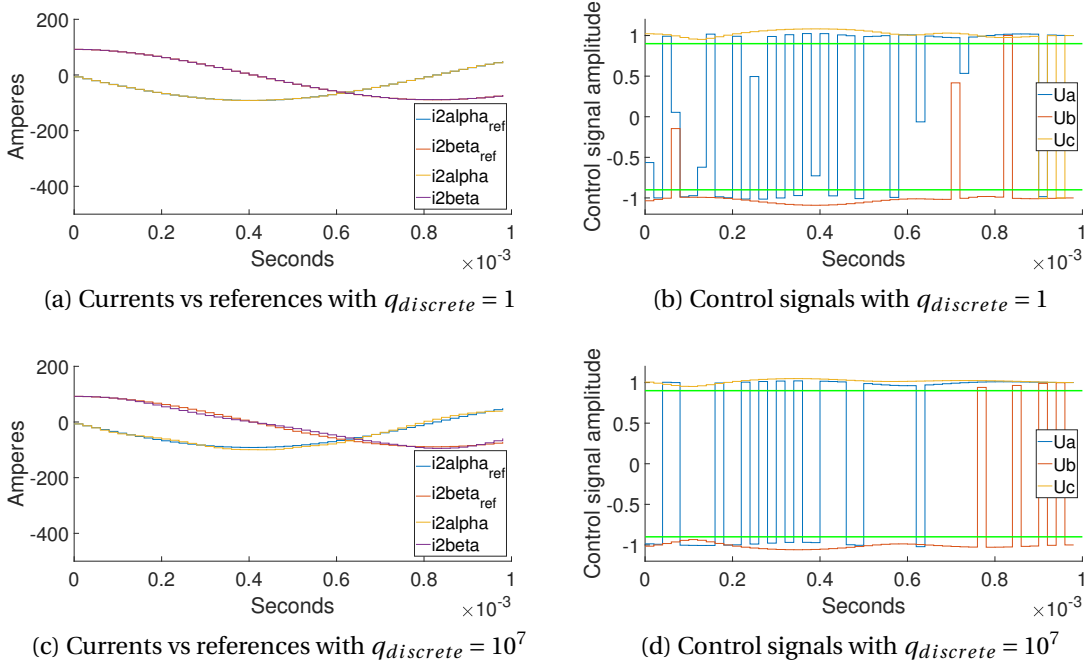 200
0
-200
-400
Amperes
0 0.2 0.4 0.6 0.8 1
Seconds
×10⁻³
i2alpha_ref
i2beta_ref
i2alpha
i2beta
(a) Currents vs references with q_discrete = 1
1
0.5
0
-0.5
-1
Control signal amplitude
0 0.2 0.4 0.6 0.8 1
Seconds
×10⁻³
Ua
Ub
Uc
(b) Control signals with q_discrete = 1
200
0
-200
-400
Amperes
0 0.2 0.4 0.6 0.8 1
Seconds
×10⁻³
i2alpha_ref
i2beta_ref
i2alpha
i2beta
(c) Currents vs references with q_discrete = 10⁷
1
0.5
0
-0.5
-1
Control signal amplitude
0 0.2 0.4 0.6 0.8 1
Seconds
×10⁻³
Ua
Ub
Uc
(d) Control signals with q_discrete = 10⁷